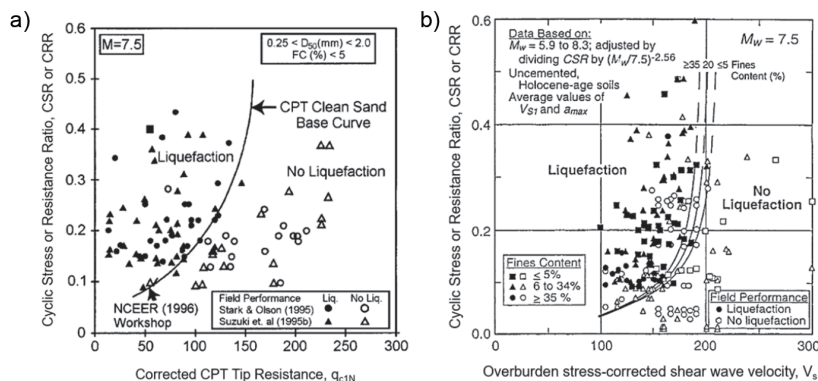 a)
M=7.5
0.25 < D50(mm) < 2.0
FC (%) < 5
Cyclic Stress or Resistance Ratio, CSR or CRR
0.6
0.5
0.4
0.3
0.2
0.1
0
CPT Clean Sand
Base Curve
Liquefaction
No Liquefaction
NCEER (1996)
Workshop
Field Performance Liq. No Liq.
Stark & Olson (1995)
Suzuki et. al (1995b)
0 50 100 150 200 250 300
Corrected CPT Tip Resistance, qc1N
b)
Data Based on:
Mw = 5.9 to 8.3; adjusted by
dividing CSR by (Mw/7.5)-2.56
Uncemented,
Holocene-age soils
Average values of
VS1 and amax
Mw = 7.5
≥35 20 ≤5 Fines
Content (%)
Cyclic Stress or Resistance Ratio, CSR or CRR
0.6
0.4
0.2
0.0
Liquefaction
No
Liquefaction
Fines Content
≤ 5%
6 to 34%
≥ 35 %
Field Performance
Liquefaction
No liquefaction
0 100 200 300
Overburden stress-corrected shear wave velocity, Vs